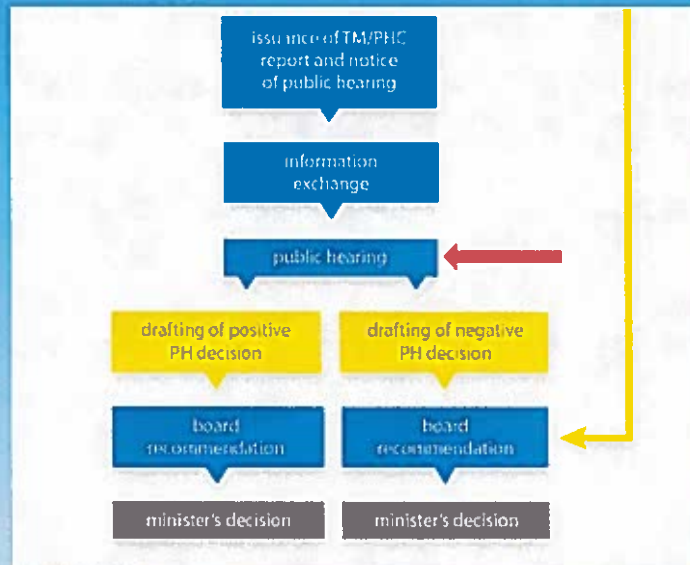 issuance of TM/PHC
report and notice
of public hearing
information
exchange
public hearing
drafting of positive
PH decision
drafting of negative
PH decision
board
recommendation
board
recommendation
minister's decision
minister's decision